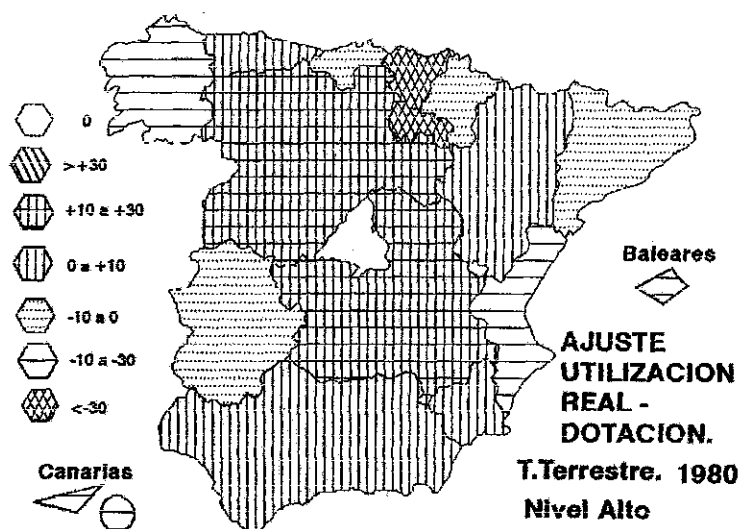 0
>+30
+10 a +30
0 a +10
-10 a 0
-10 a -30
<-30
Canarias
Baleares
AJUSTE
UTILIZACION
REAL -
DOTACION.
T.Terrestre. 1980
Nivel Alto